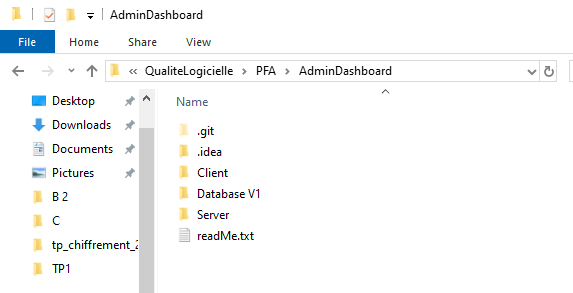 AdminDashboard
File Home Share View
« QualiteLogicielle > PFA > AdminDashboard
Desktop
Downloads
Documents
Pictures
B 2
C
tp_chiffrement_2
TP1
Name
.git
.idea
Client
Database V1
Server
readMe.txt